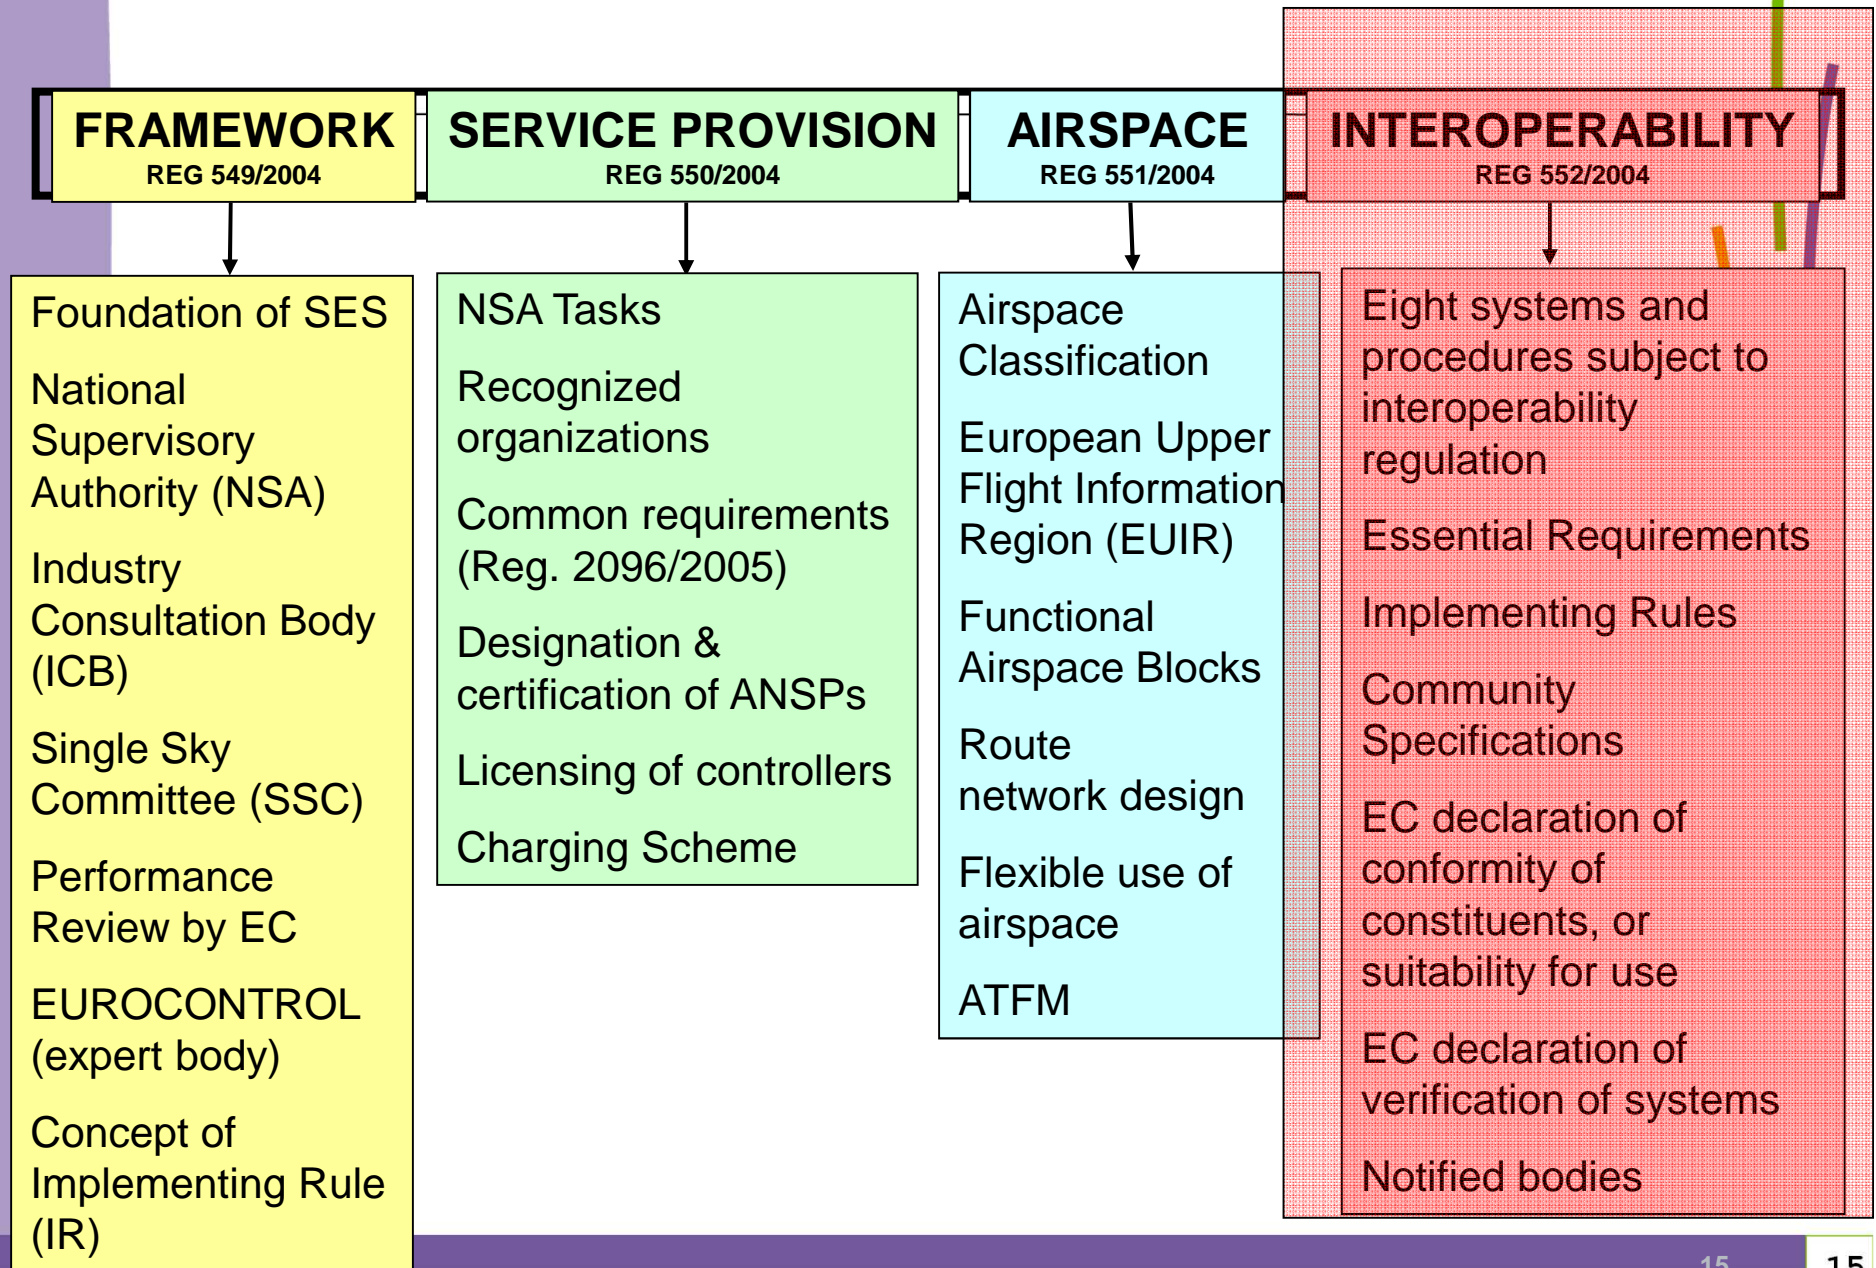 FRAMEWORK
REG 549/2004
SERVICE PROVISION
REG 550/2004
AIRSPACE
REG 551/2004
INTEROPERABILITY
REG 552/2004
Foundation of SES
National
Supervisory
Authority (NSA)
Industry
Consultation Body
(ICB)
Single Sky
Committee (SSC)
Performance
Review by EC
EUROCONTROL
(expert body)
Concept of
Implementing Rule
(IR)
NSA Tasks
Recognized
organizations
Common requirements
(Reg. 2096/2005)
Designation &
certification of ANSPs
Licensing of controllers
Charging Scheme
Airspace
Classification
European Upper
Flight Information
Region (EUIR)
Functional
Airspace Blocks
Route
network design
Flexible use of
airspace
ATFM
Eight systems and
procedures subject to
interoperability
regulation
Essential Requirements
Implementing Rules
Community
Specifications
EC declaration of
conformity of
constituents, or
suitability for use
EC declaration of
verification of systems
Notified bodies
15
15